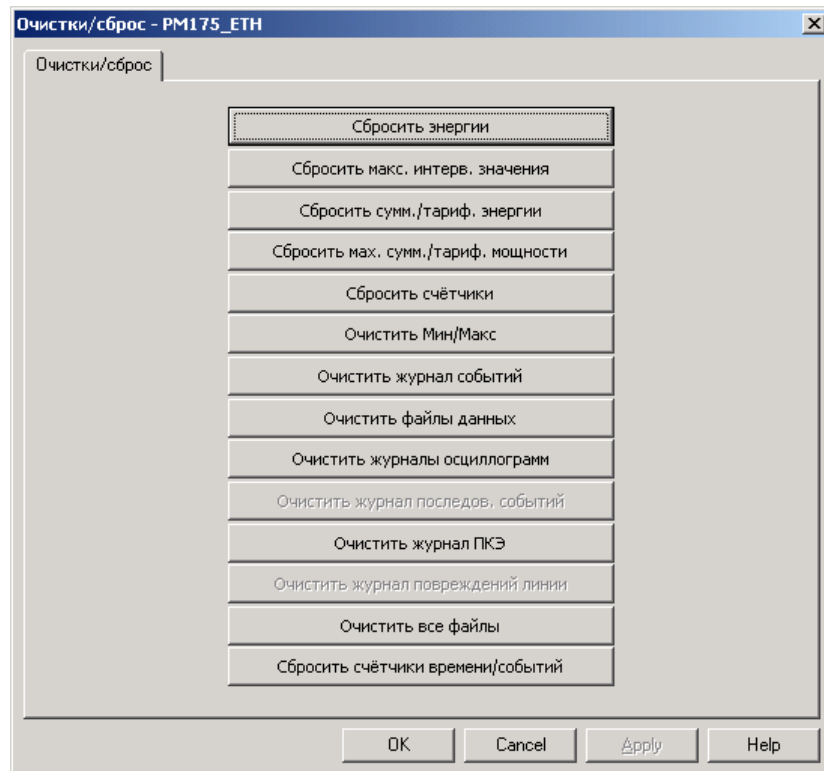 Очистки/сброс - PM175_ETH
Очистки/сброс
Сбросить энергии
Сбросить макс. интерв. значения
Сбросить сумм./тариф. энергии
Сбросить мах. сумм./тариф. мощности
Сбросить счётчики
Очистить Мин/Макс
Очистить журнал событий
Очистить файлы данных
Очистить журналы осциллограмм
Очистить журнал последов. событий
Очистить журнал ПКЭ
Очистить журнал повреждений линии
Очистить все файлы
Сбросить счётчики времени/событий
OK Cancel Apply Help